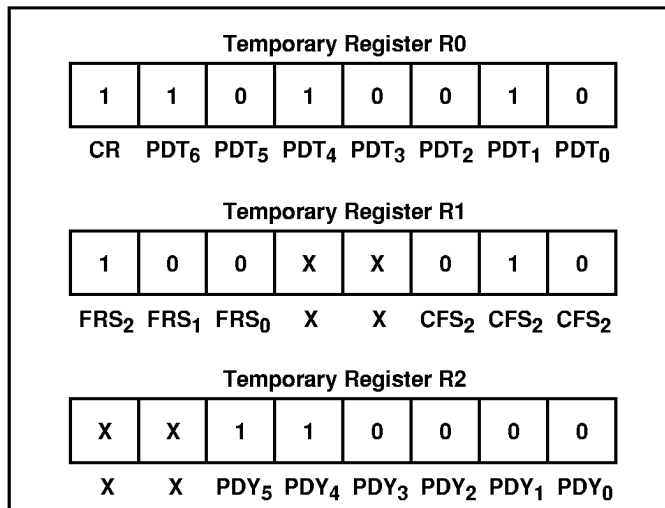 Temporary Register R0
1 1 0 1 0 0 1 0
CR PDT6 PDT5 PDT4 PDT3 PDT2 PDT1 PDT0
Temporary Register R1
1 0 0 X X 0 1 0
FRS2 FRS1 FRS0 X X CFS2 CFS2 CFS2
Temporary Register R2
X X 1 1 0 0 0 0
X X PDY5 PDY4 PDY3 PDY2 PDY1 PDY0